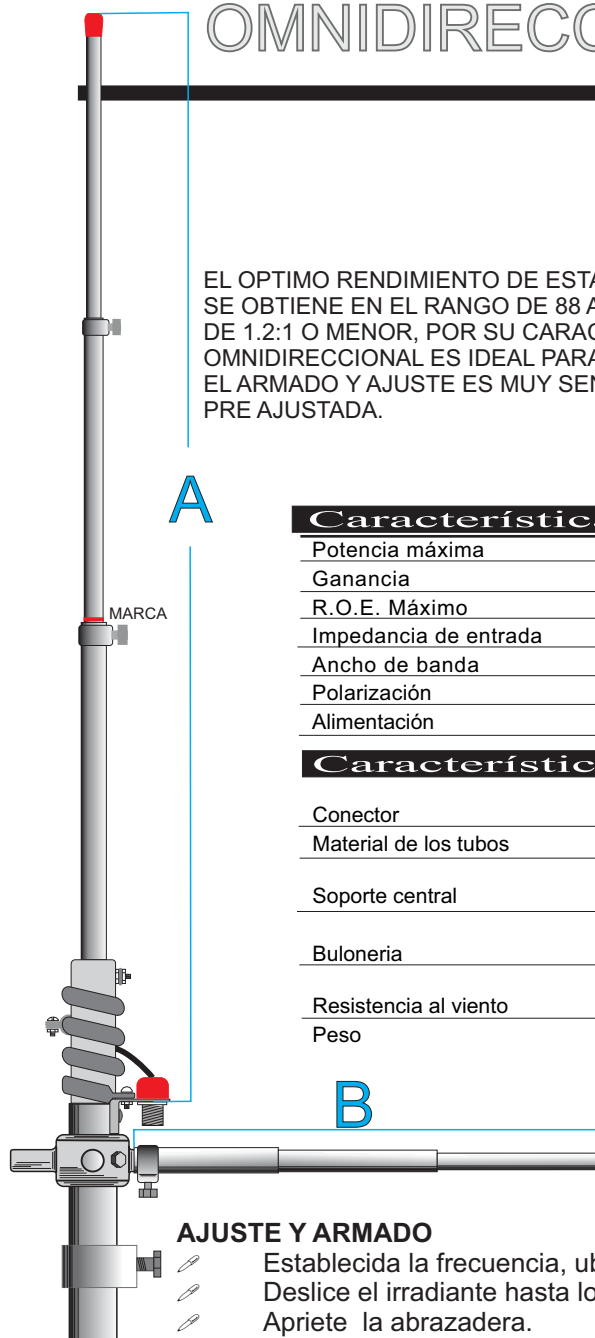 OMNIDIRECC
EL OPTIMO RENDIMIENTO DE ESTA
SE OBTIENE EN EL RANGO DE 88 A
DE 1.2:1 O MENOR, POR SU CARAC
OMNIDIRECCIONAL ES IDEAL PARA
EL ARMADO Y AJUSTE ES MUY SEN
PRE AJUSTADA.
A
Característica
Potencia máxima
Ganancia
R.O.E. Máximo
Impedancia de entrada
Ancho de banda
Polarización
Alimentación
MARCA
Característic
Conector
Material de los tubos
Soporte central
Buloneria
Resistencia al viento
Peso
B
AJUSTE Y ARMADO
Establecida la frecuencia, ub
Deslice el irradiante hasta lo
Apriete la abrazadera.